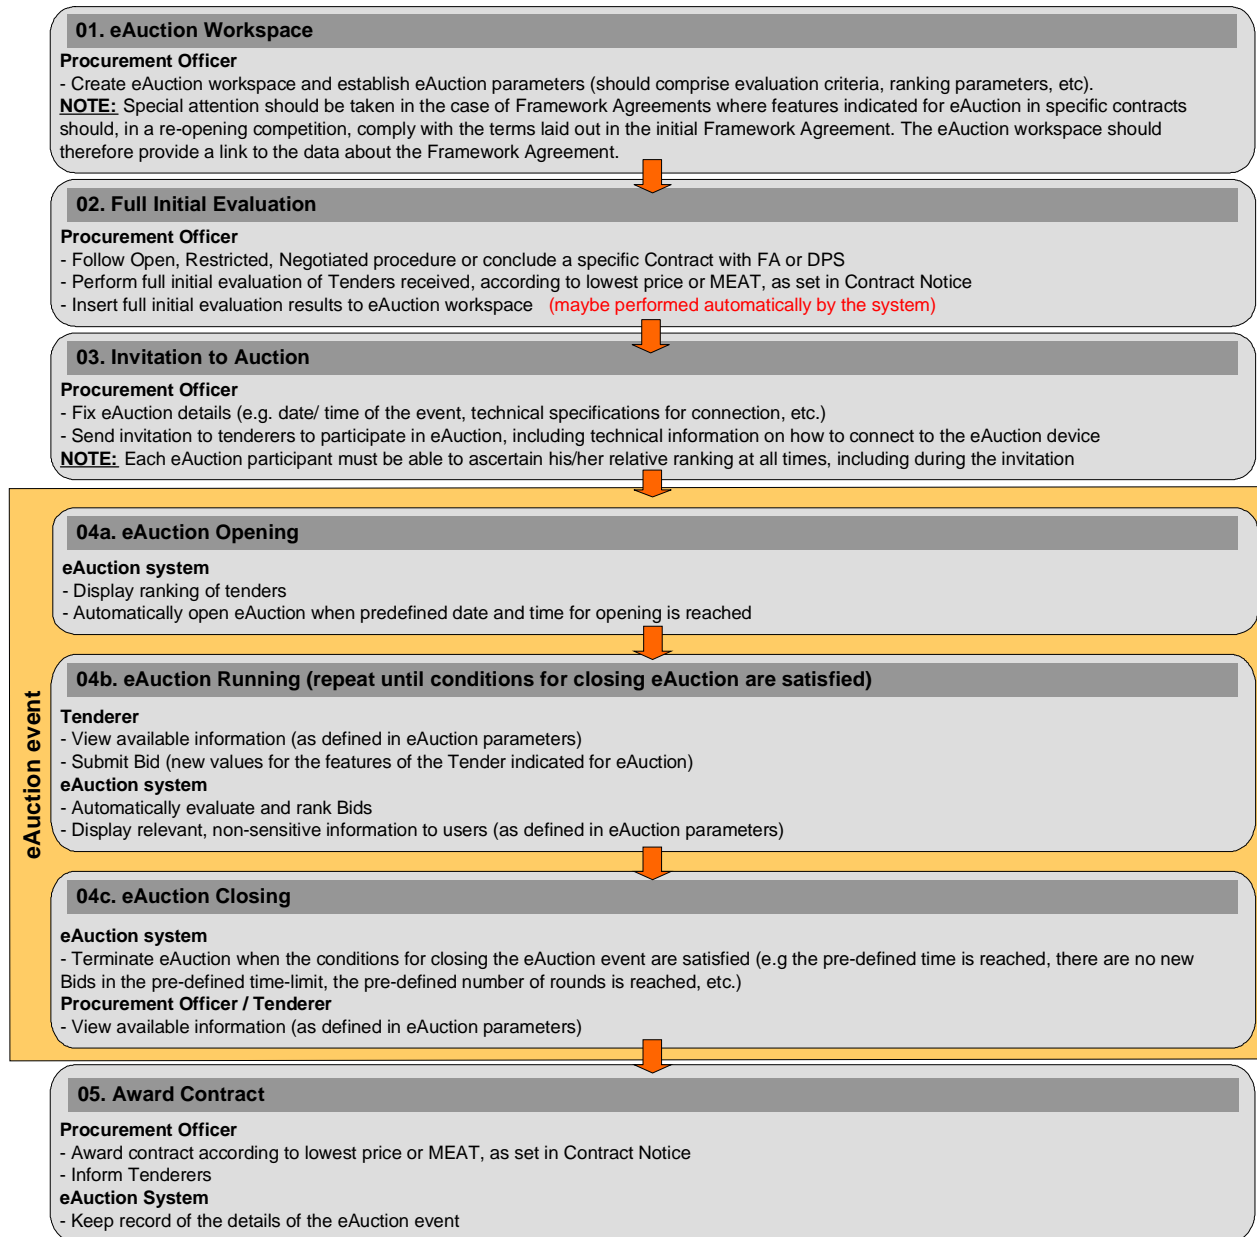 01. eAuction Workspace
Procurement Officer
- Create eAuction workspace and establish eAuction parameters (should comprise evaluation criteria, ranking parameters, etc).
NOTE: Special attention should be taken in the case of Framework Agreements where features indicated for eAuction in specific contracts
should, in a re-opening competition, comply with the terms laid out in the initial Framework Agreement. The eAuction workspace should
therefore provide a link to the data about the Framework Agreement.
02. Full Initial Evaluation
Procurement Officer
- Follow Open, Restricted, Negotiated procedure or conclude a specific Contract with FA or DPS
- Perform full initial evaluation of Tenders received, according to lowest price or MEAT, as set in Contract Notice
- Insert full initial evaluation results to eAuction workspace (maybe performed automatically by the system)
03. Invitation to Auction
Procurement Officer
- Fix eAuction details (e.g. date/ time of the event, technical specifications for connection, etc.)
- Send invitation to tenderers to participate in eAuction, including technical information on how to connect to the eAuction device
NOTE: Each eAuction participant must be able to ascertain his/her relative ranking at all times, including during the invitation
eAuction event
04a. eAuction Opening
eAuction system
- Display ranking of tenders
- Automatically open eAuction when predefined date and time for opening is reached
04b. eAuction Running (repeat until conditions for closing eAuction are satisfied)
Tenderer
- View available information (as defined in eAuction parameters)
- Submit Bid (new values for the features of the Tender indicated for eAuction)
eAuction system
- Automatically evaluate and rank Bids
- Display relevant, non-sensitive information to users (as defined in eAuction parameters)
04c. eAuction Closing
eAuction system
- Terminate eAuction when the conditions for closing the eAuction event are satisfied (e.g the pre-defined time is reached, there are no new
Bids in the pre-defined time-limit, the pre-defined number of rounds is reached, etc.)
Procurement Officer / Tenderer
- View available information (as defined in eAuction parameters)
05. Award Contract
Procurement Officer
- Award contract according to lowest price or MEAT, as set in Contract Notice
- Inform Tenderers
eAuction System
- Keep record of the details of the eAuction event